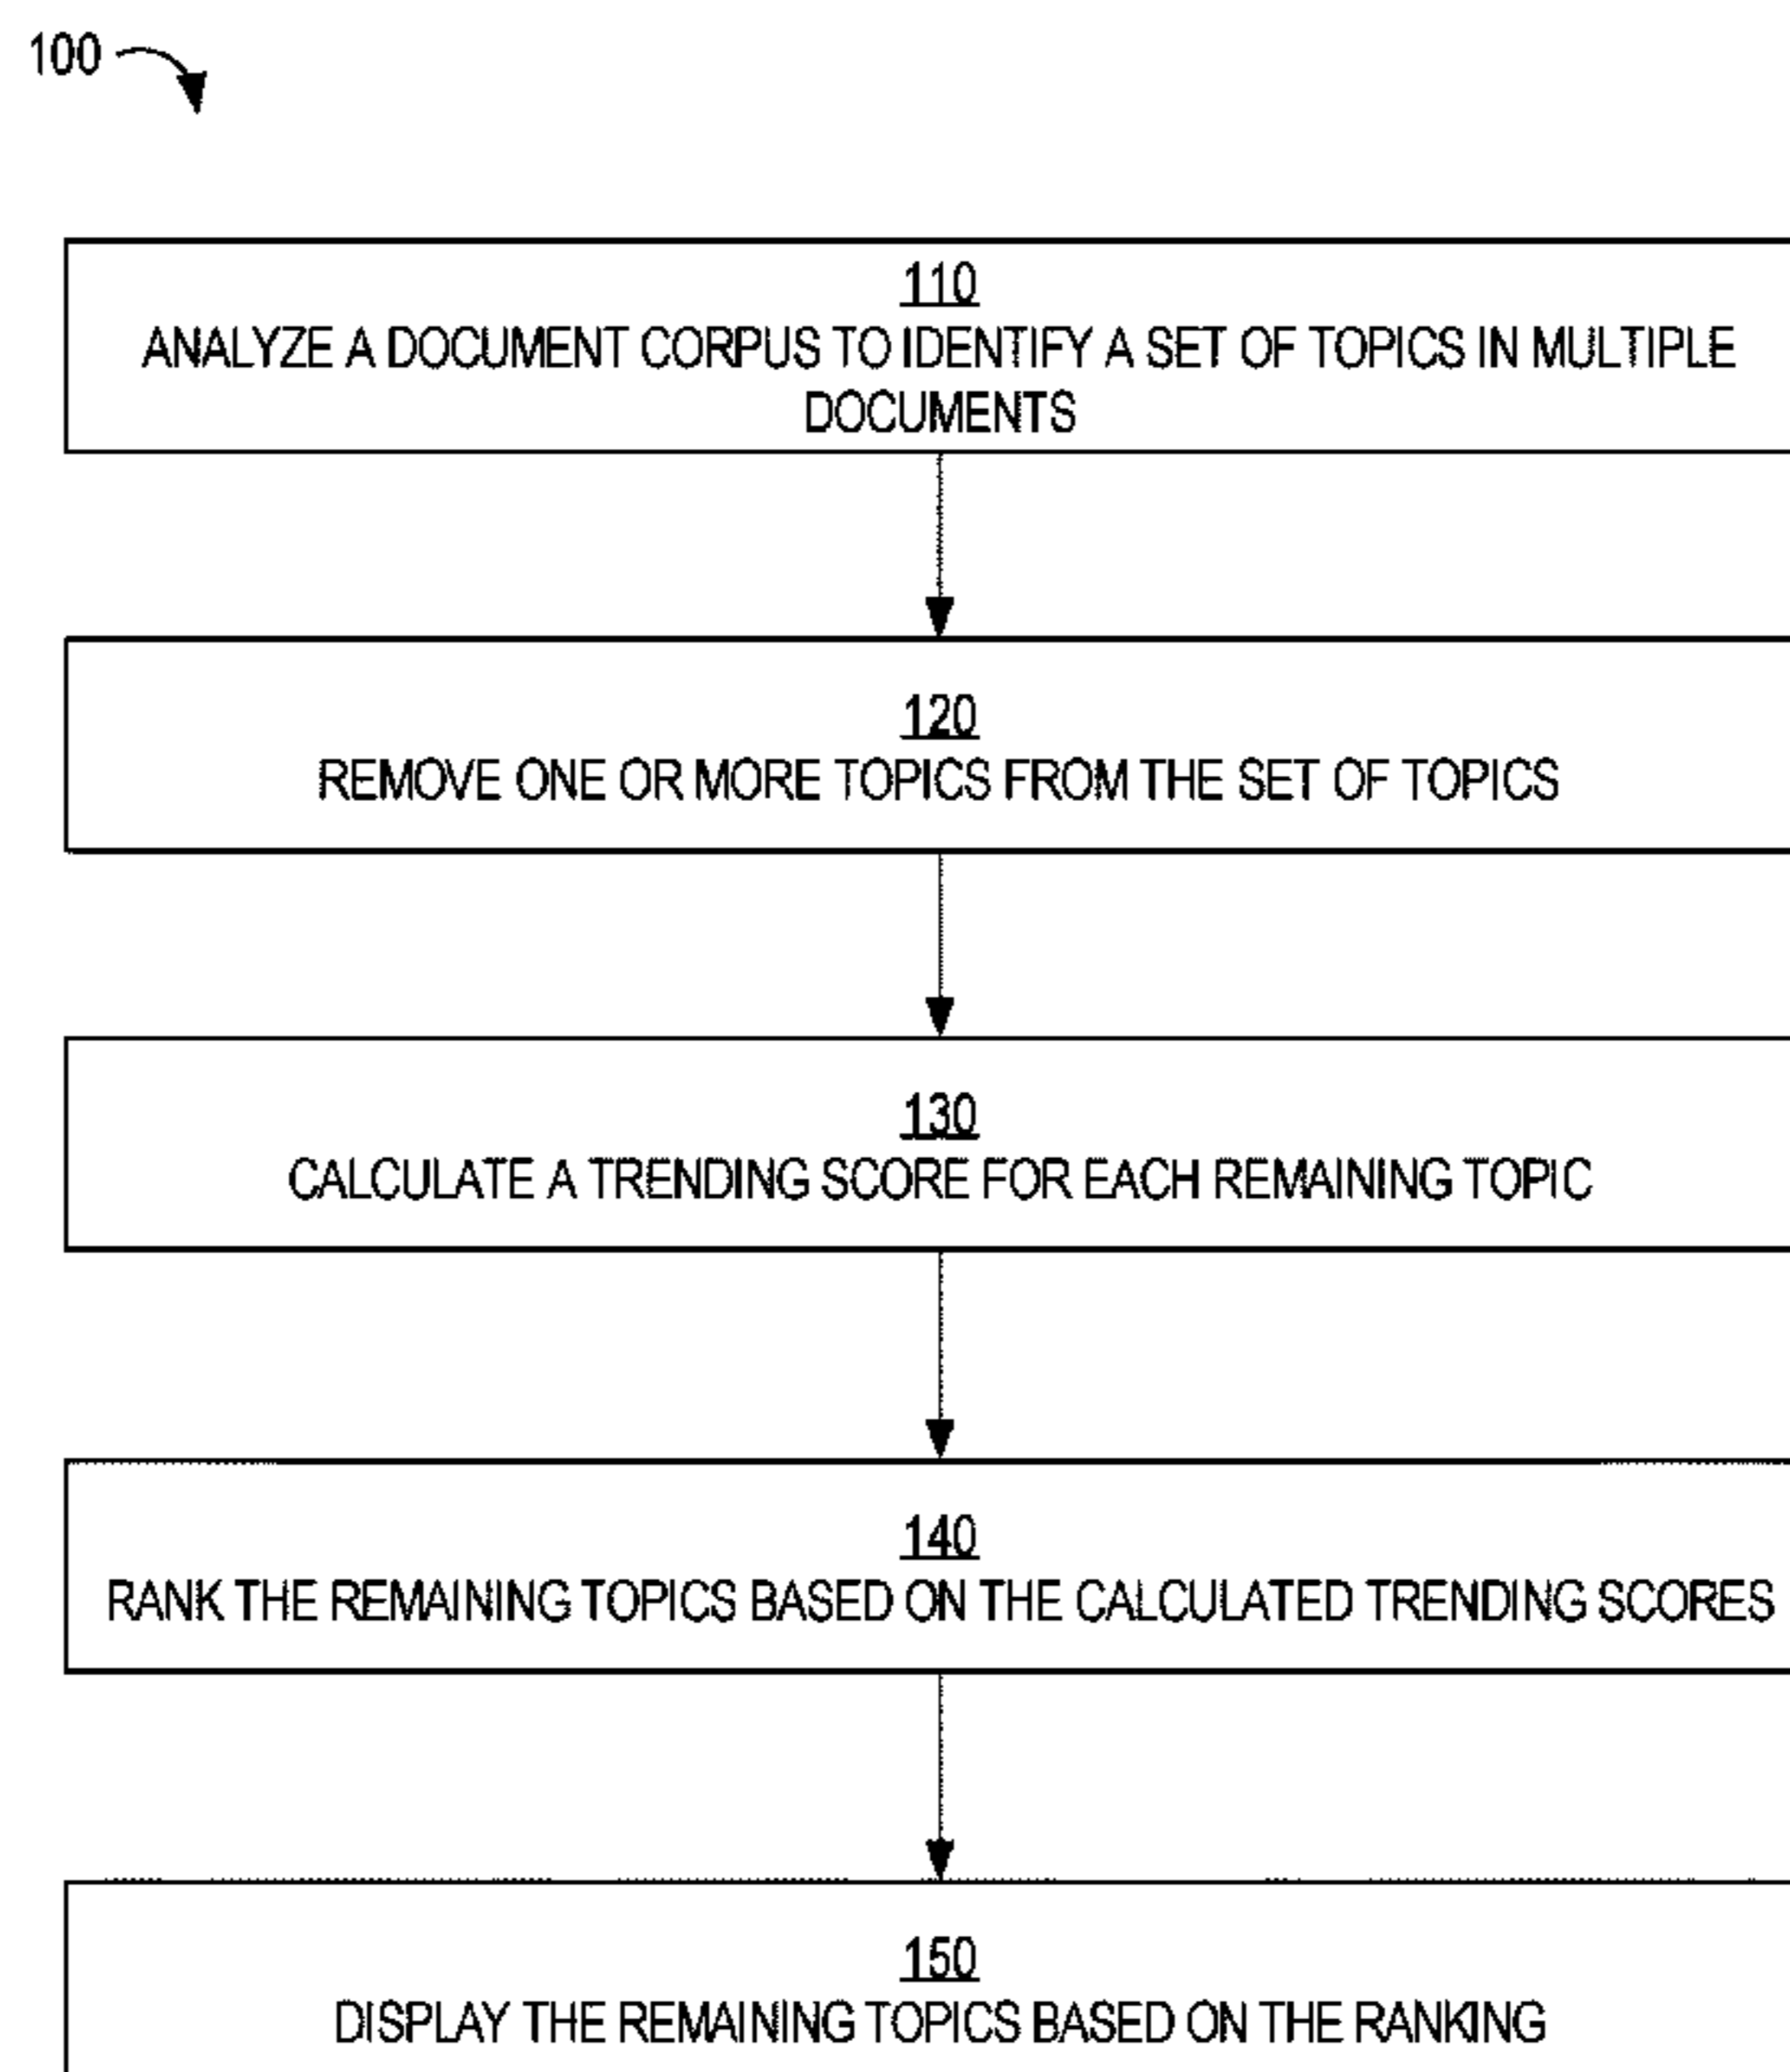 100
110
ANALYZE A DOCUMENT CORPUS TO IDENTIFY A SET OF TOPICS IN MULTIPLE
DOCUMENTS
120
REMOVE ONE OR MORE TOPICS FROM THE SET OF TOPICS
130
CALCULATE A TRENDING SCORE FOR EACH REMAINING TOPIC
140
RANK THE REMAINING TOPICS BASED ON THE CALCULATED TRENDING SCORES
150
DISPLAY THE REMAINING TOPICS BASED ON THE RANKING